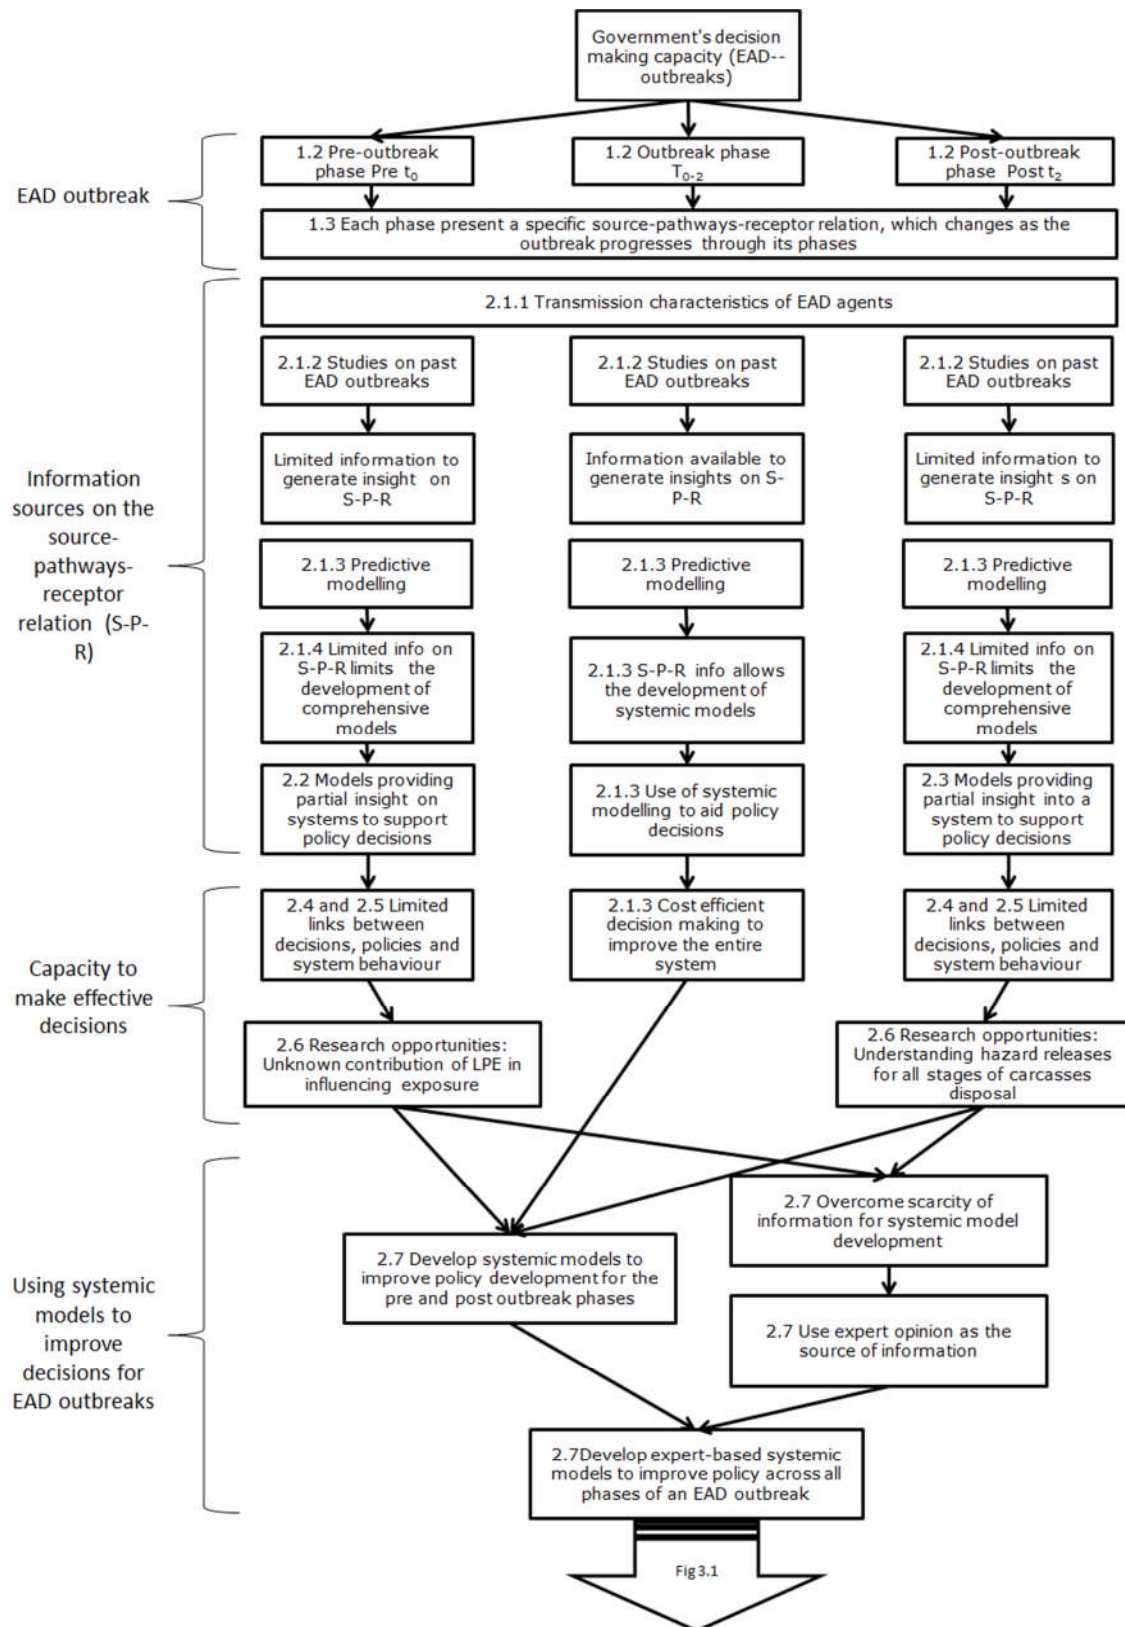 Government's decision
making capacity (EAD--
outbreaks)
EAD outbreak
1.2 Pre-outbreak
phase Pre t0
1.2 Outbreak phase
T0-2
1.2 Post-outbreak
phase Post t2
1.3 Each phase present a specific source-pathways-receptor relation, which changes as the
outbreak progresses through its phases
Information
sources on the
source-
pathways-
receptor
relation (S-P-
R)
2.1.1 Transmission characteristics of EAD agents
2.1.2 Studies on past
EAD outbreaks
2.1.2 Studies on past
EAD outbreaks
2.1.2 Studies on past
EAD outbreaks
Limited information to
generate insight on
S-P-R
Information available to
generate insights on S-
P-R
Limited information to
generate insight s on
S-P-R
2.1.3 Predictive
modelling
2.1.3 Predictive
modelling
2.1.3 Predictive
modelling
2.1.4 Limited info on
S-P-R limits the
development of
comprehensive
models
2.1.3 S-P-R info allows
the development of
systemic models
2.1.4 Limited info on
S-P-R limits the
development of
comprehensive
models
2.2 Models providing
partial insight on
systems to support
policy decisions
2.1.3 Use of systemic
modelling to aid policy
decisions
2.3 Models providing
partial insight into a
system to support
policy decisions
Capacity to
make effective
decisions
2.4 and 2.5 Limited
links between
decisions, policies and
system behaviour
2.1.3 Cost efficient
decision making to
improve the entire
system
2.4 and 2.5 Limited
links between
decisions, policies and
system behaviour
2.6 Research opportunities:
Unknown contribution of LPE in
influencing exposure
2.6 Research opportunities:
Understanding hazard releases
for all stages of carcasses
disposal
Using systemic
models to
improve
decisions for
EAD outbreaks
2.7 Overcome scarcity of
information for systemic model
development
2.7 Develop systemic models to
improve policy development for the
pre and post outbreak phases
2.7 Use expert opinion as the
source of information
2.7Develop expert-based systemic
models to improve policy across all
phases of an EAD outbreak
Fig 3.1